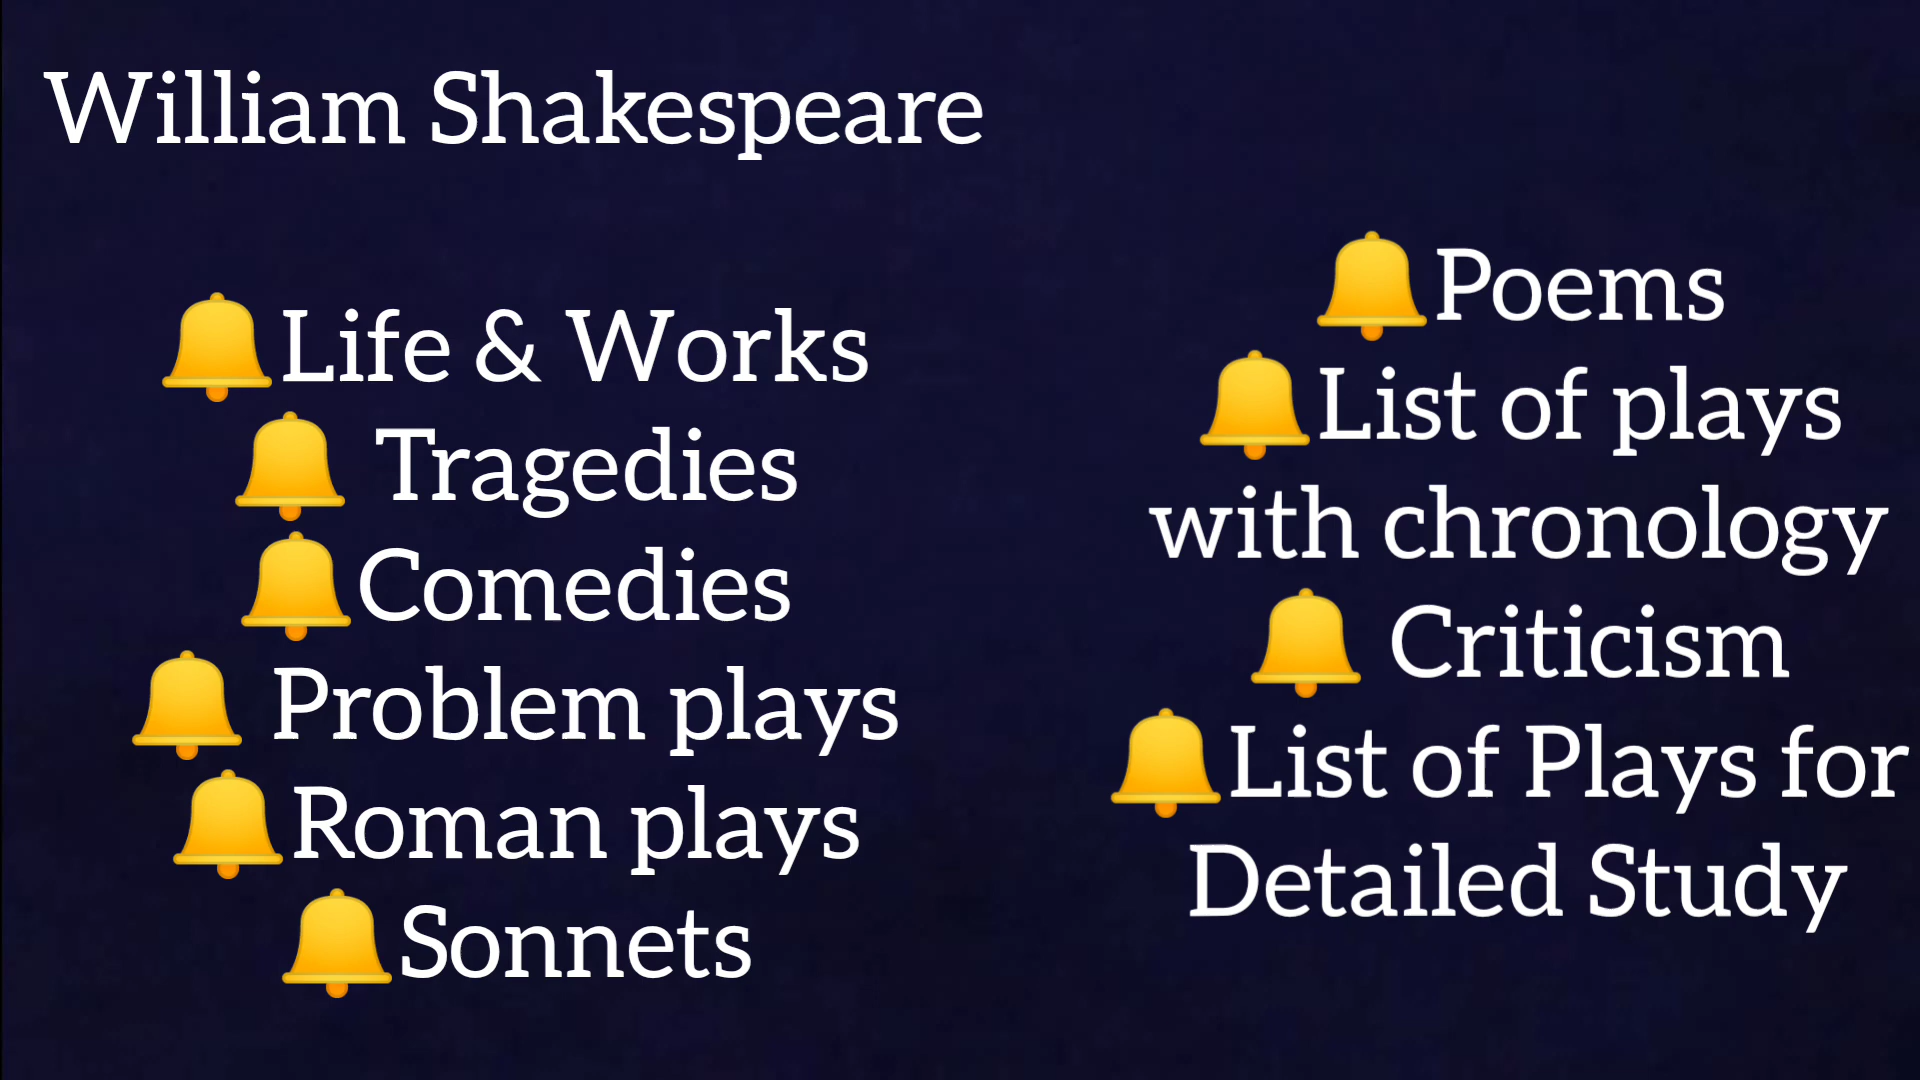 William Shakespeare
🔔Life & Works
🔔 Tragedies
🔔Comedies
🔔 Problem plays
🔔Roman plays
🔔Sonnets
🔔Poems
🔔List of plays
with chronology
🔔 Criticism
🔔List of Plays for
Detailed Study